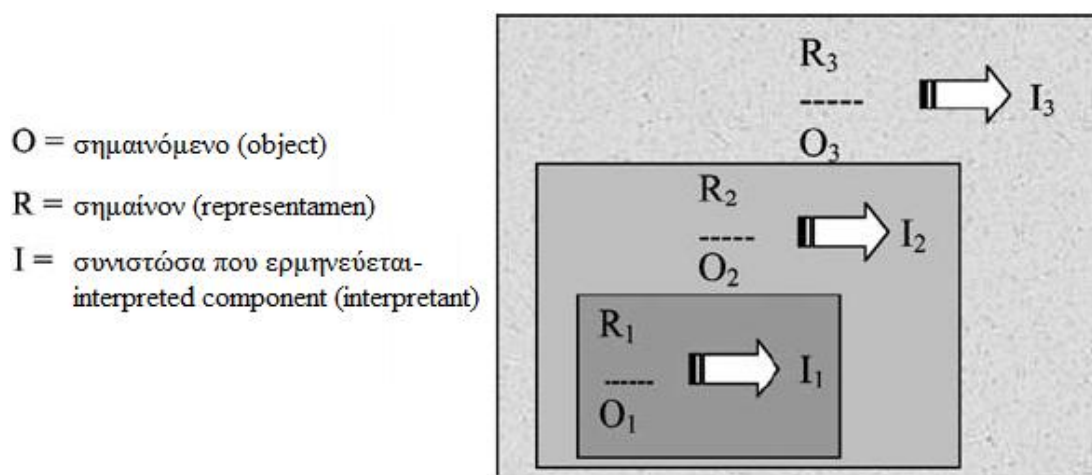 O = σημαινόμενο (object)
R = σημαίνον (representamen)
I = συνιστώσα που ερμηνεύεται-
interpreted component (interpretant)
R₃
I₃
O₃
R₂
I₂
O₂
R₁
I₁
O₁